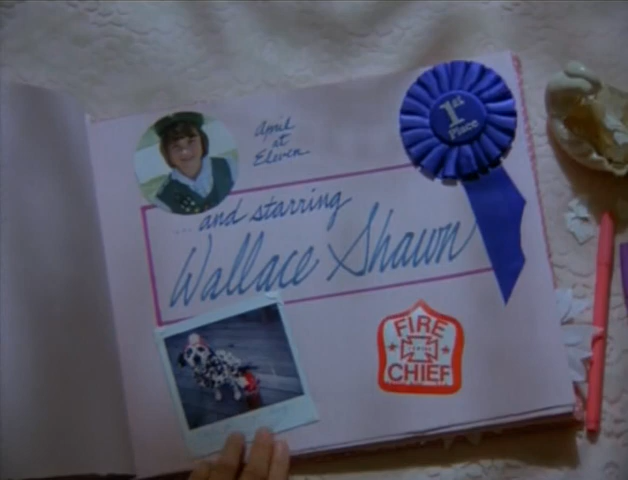 April
at
Eleven
1st
Place
... and starring
Wallace Shawn
FIRE
CHIEF